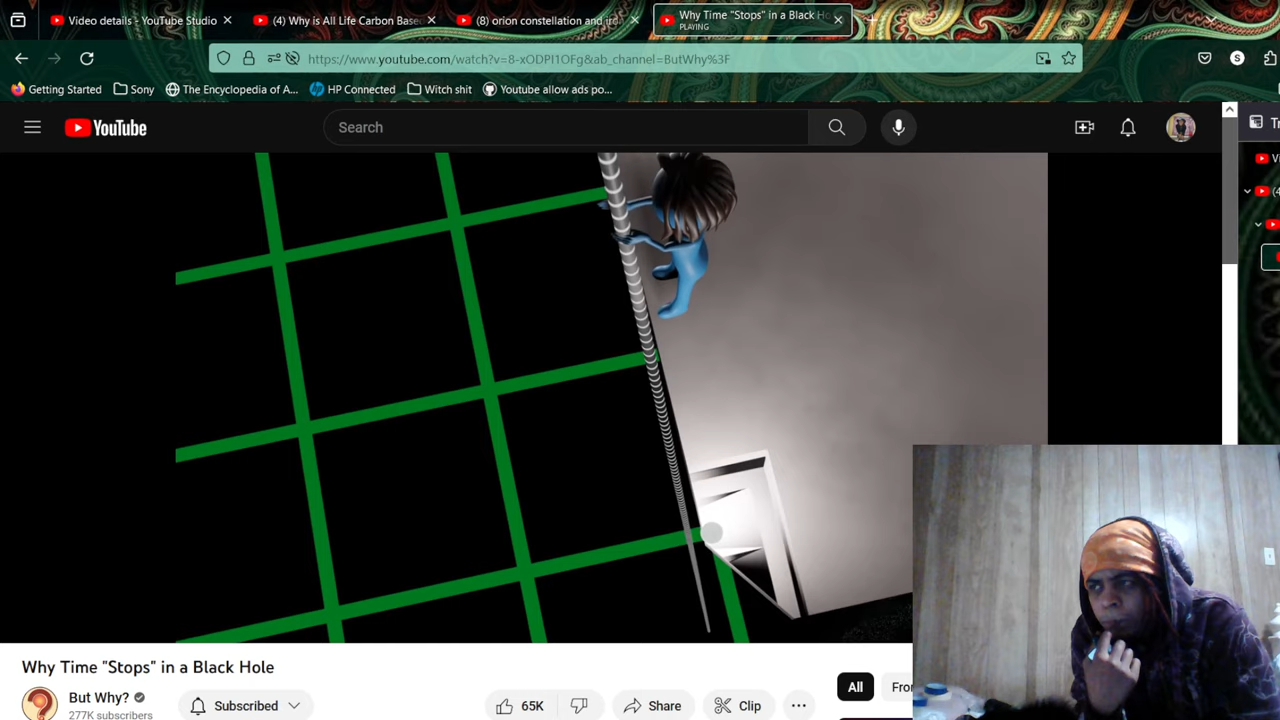 Video details - YouTube Studio
(4) Why is All Life Carbon Base
(8) orion constellation and iro
Why Time "Stops" in a Black Ho
PLAYING
https://www.youtube.com/watch?v=8-xODPI1OFg&ab_channel=ButWhy%3F
S
Getting Started
Sony
The Encyclopedia of A...
HP Connected
Witch shit
Youtube allow ads po...
YouTube
Search
Why Time "Stops" in a Black Hole
But Why?
277K subscribers
Subscribed
65K
Share
Clip
All